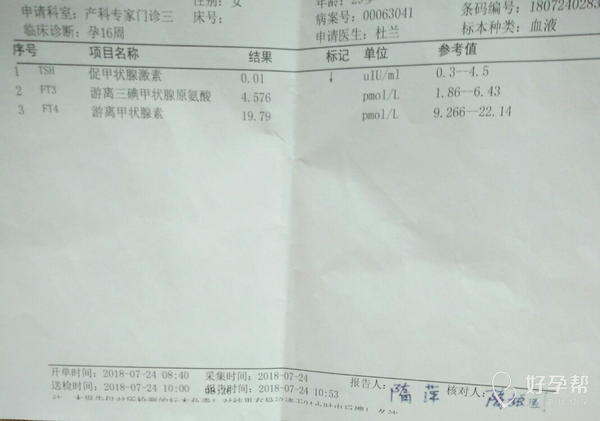 性别: 女
申请科室: 产科专家门诊三 床号: 病案号: 00063041 条码编号: 18072402831
临床诊断: 孕16周 申请医生: 杜兰 标本种类: 血液
序号 项目名称 结果 标记 单位 参考值
1 TSH 促甲状腺激素 0.01 ↓ uIU/ml 0.3--4.5
2 FT3 游离三碘甲状腺原氨酸 4.576 pmol/L 1.86--6.43
3 FT4 游离甲状腺素 19.79 pmol/L 9.266--22.14
开单时间: 2018-07-24 08:40 采集时间: 2018-07-24 报告人: 隋萍 核对人:
送检时间: 2018-07-24 10:00 报告时间: 2018-07-24 10:53
好孕帮